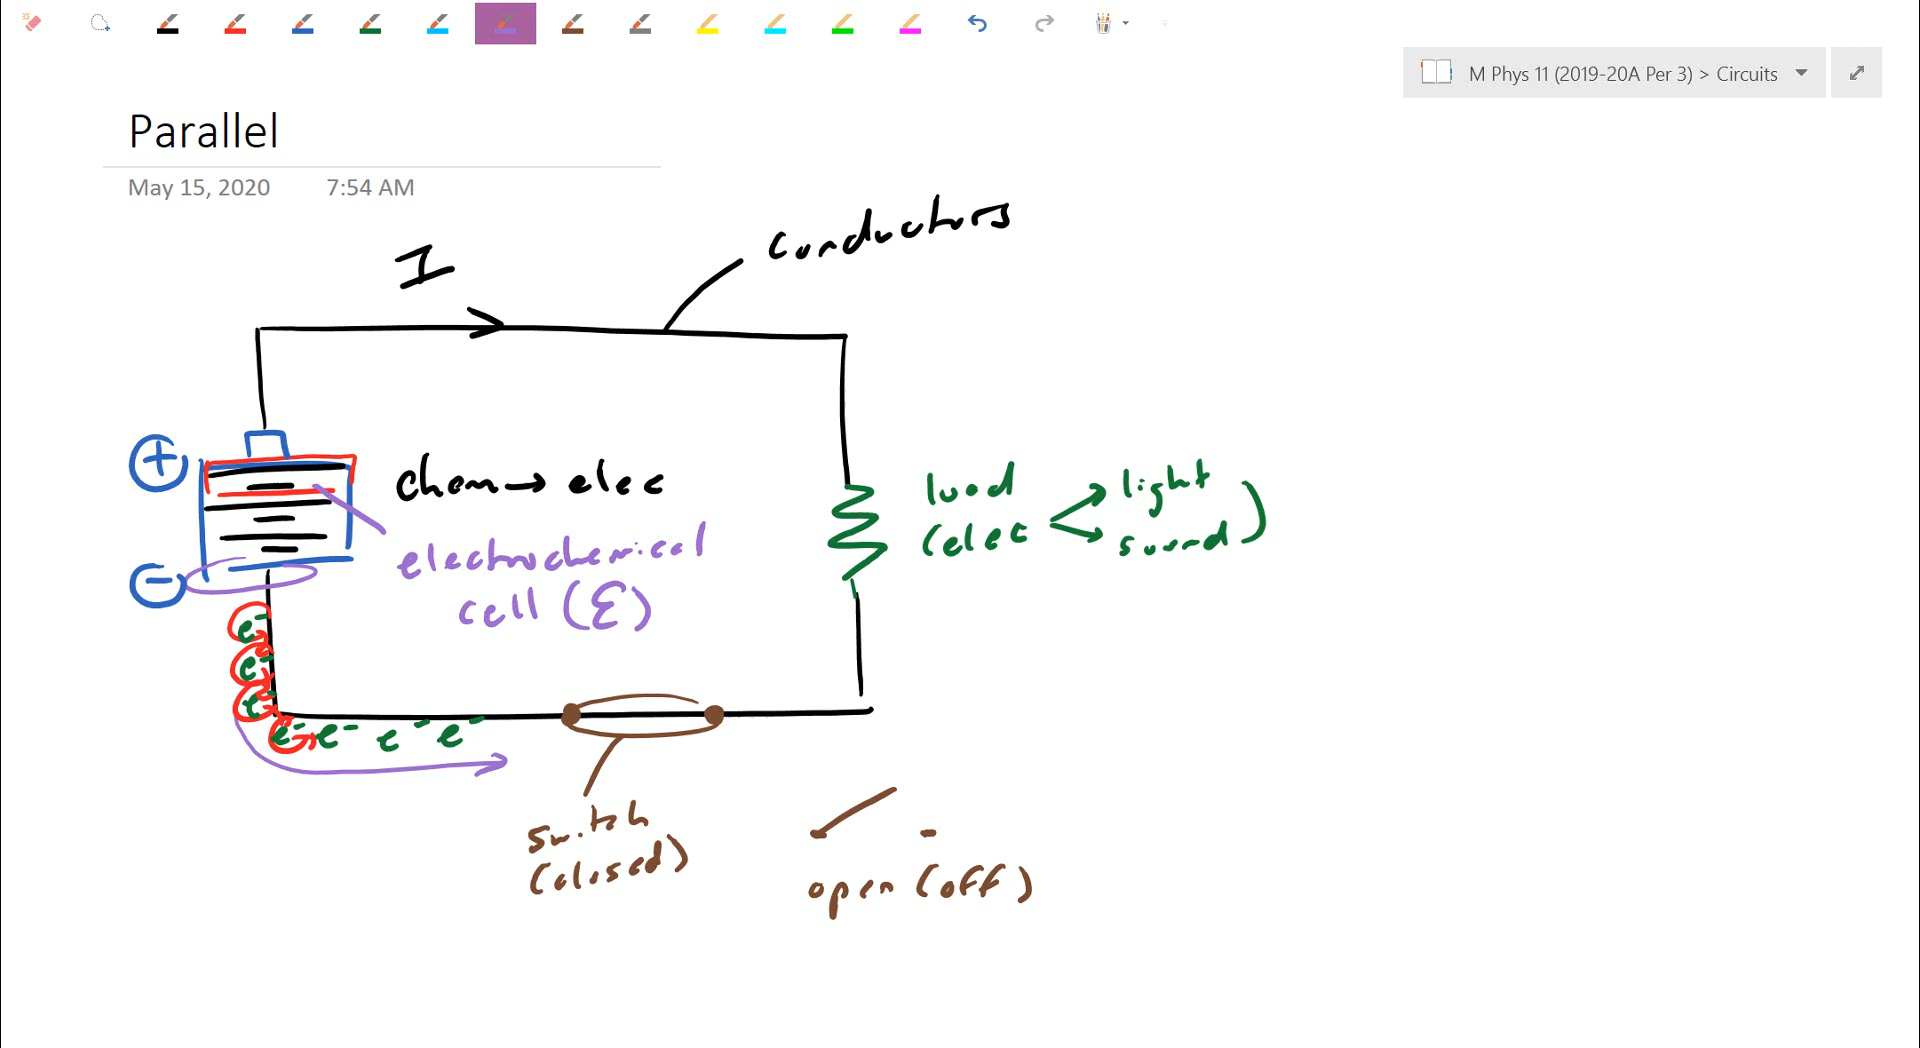 M Phys 11 (2019-20A Per 3) > Circuits
Parallel
May 15, 2020 7:54 AM
I
conductors
+
chem → elec
electrochemical
cell (ε)
load
(elec → light
→ sound)
−
e⁻
e⁻
e⁻
e⁻ e⁻ e⁻ e⁻
switch
(closed)
open (off)